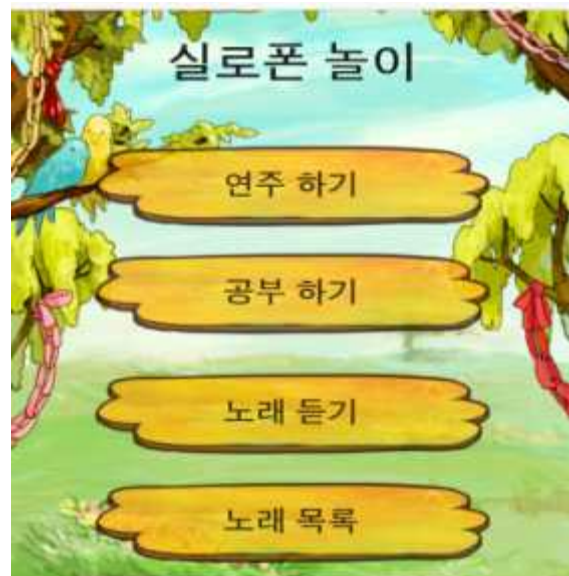 실로폰 놀이
연주 하기
공부 하기
노래 듣기
노래 목록